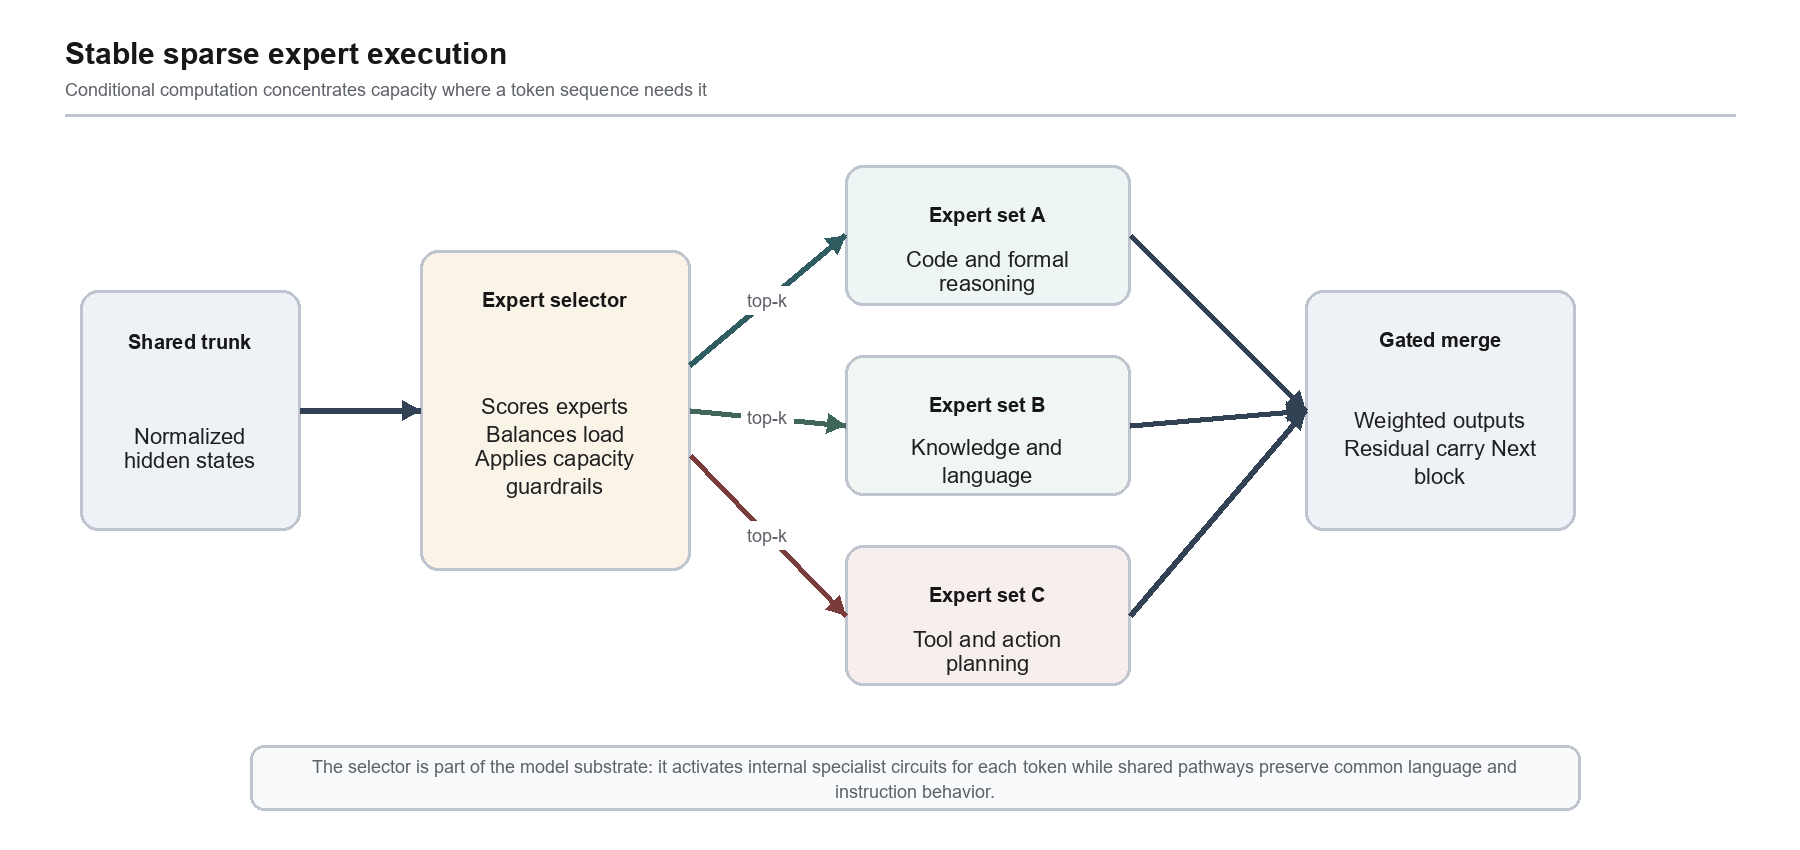 Stable sparse expert execution
Conditional computation concentrates capacity where a token sequence needs it
Shared trunk
Normalized
hidden states
Expert selector
Scores experts
Balances load
Applies capacity
guardrails
top-k
top-k
top-k
Expert set A
Code and formal
reasoning
Expert set B
Knowledge and
language
Expert set C
Tool and action
planning
Gated merge
Weighted outputs
Residual carry Next
block
The selector is part of the model substrate: it activates internal specialist circuits for each token while shared pathways preserve common language and
instruction behavior.